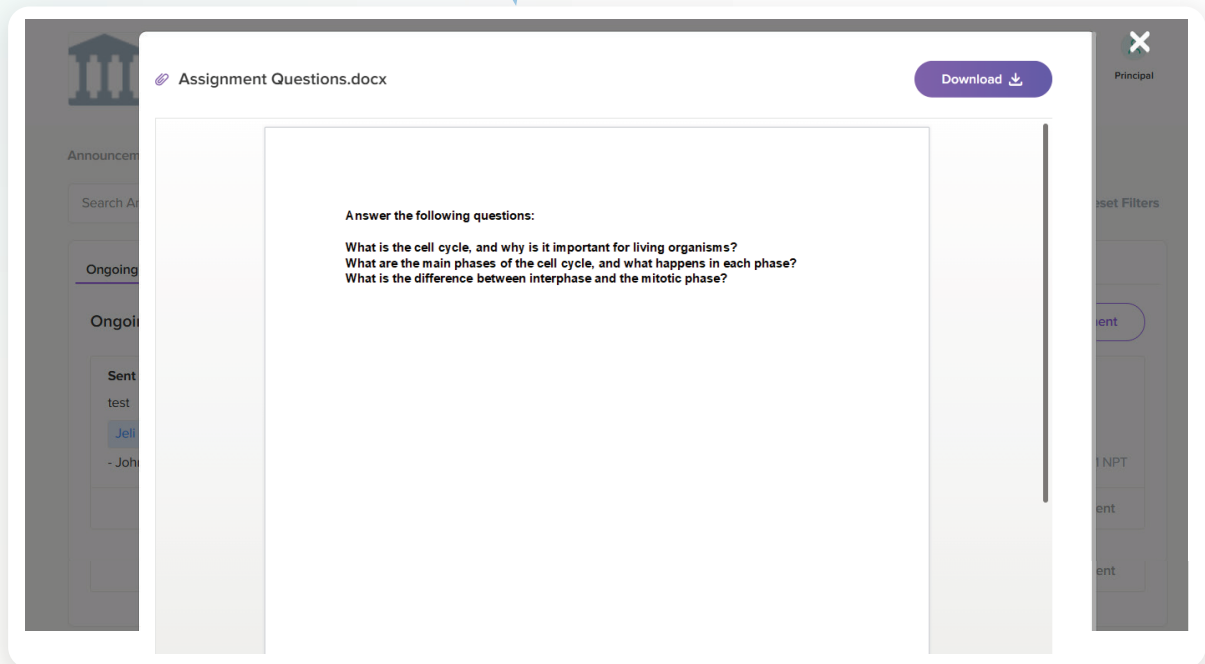 Assignment Questions.docx
Download
Principal
Announcem
Search Ar
eset Filters
Ongoing
Ongoi
ent
Sent
test
Jeli
- John
NPT
ent
ent
Answer the following questions:
What is the cell cycle, and why is it important for living organisms?
What are the main phases of the cell cycle, and what happens in each phase?
What is the difference between interphase and the mitotic phase?